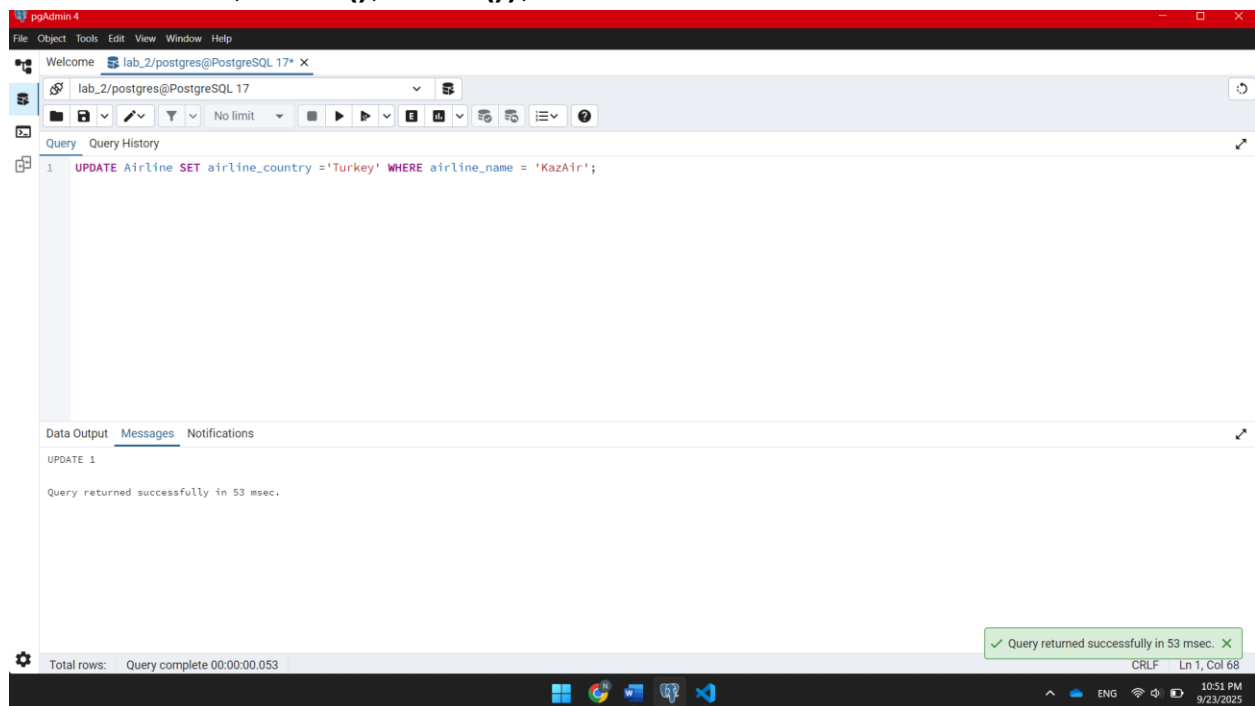 pgAdmin 4
File Object Tools Edit View Window Help
Welcome lab_2/postgres@PostgreSQL 17* X
lab_2/postgres@PostgreSQL 17
No limit
Query Query History
1 UPDATE Airline SET airline_country ='Turkey' WHERE airline_name = 'KazAir';
Data Output Messages Notifications
UPDATE 1
Query returned successfully in 53 msec.
Query returned successfully in 53 msec. X
Total rows: Query complete 00:00:00.053 CRLF Ln 1, Col 68
ENG 10:51 PM
9/23/2025